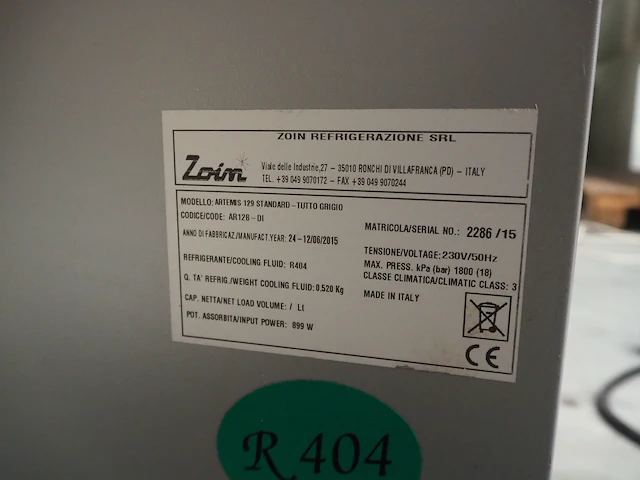 ZOIN REFRIGERAZIONE SRL
Zoin
Viale delle Industrie,27 - 35010 RONCHI DI VILLAFRANCA (PD) - ITALY
TEL. +39 049 9070172 - FAX +39 049 9070244
MODELLO: ARTEMIS 129 STANDARD - TUTTO GRIGIO
CODICE/CODE: AR128-DI
MATRICOLA/SERIAL NO.: 2286 /15
ANNO DI FABBRICAZ/MANUFACT.YEAR: 24-12/06/2015
TENSIONE/VOLTAGE: 230V/50Hz
REFRIGERANTE/COOLING FLUID: R404
MAX. PRESS. kPa (bar) 1800 (18)
CLASSE CLIMATICA/CLIMATIC CLASS: 3
Q. TA' REFRIG./WEIGHT COOLING FLUID: 0,520 Kg
MADE IN ITALY
CAP. NETTA/NET LOAD VOLUME: / Lt
POT. ASSORBITA/INPUT POWER: 899 W
CE
R 404